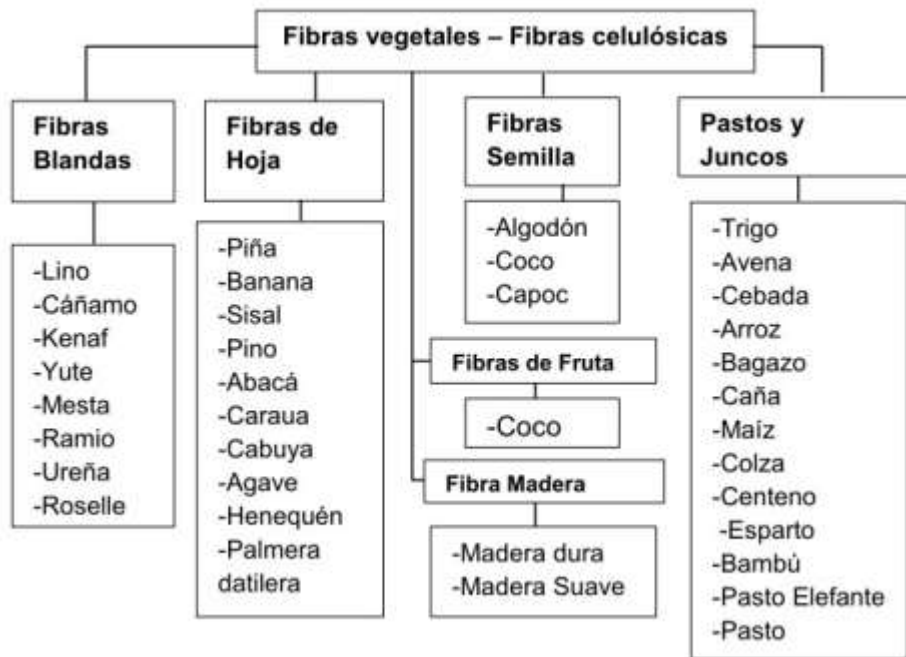 Fibras vegetales – Fibras celulósicas
Fibras
Blandas
-Lino
-Cáñamo
-Kenaf
-Yute
-Mesta
-Ramio
-Ureña
-Roselle
Fibras de
Hoja
-Piña
-Banana
-Sisal
-Pino
-Abacá
-Caraua
-Cabuya
-Agave
-Henequén
-Palmera
datilera
Fibras
Semilla
-Algodón
-Coco
-Capoc
Fibras de Fruta
-Coco
Fibra Madera
-Madera dura
-Madera Suave
Pastos y
Juncos
-Trigo
-Avena
-Cebada
-Arroz
-Bagazo
-Caña
-Maíz
-Colza
-Centeno
-Esparto
-Bambú
-Pasto Elefante
-Pasto